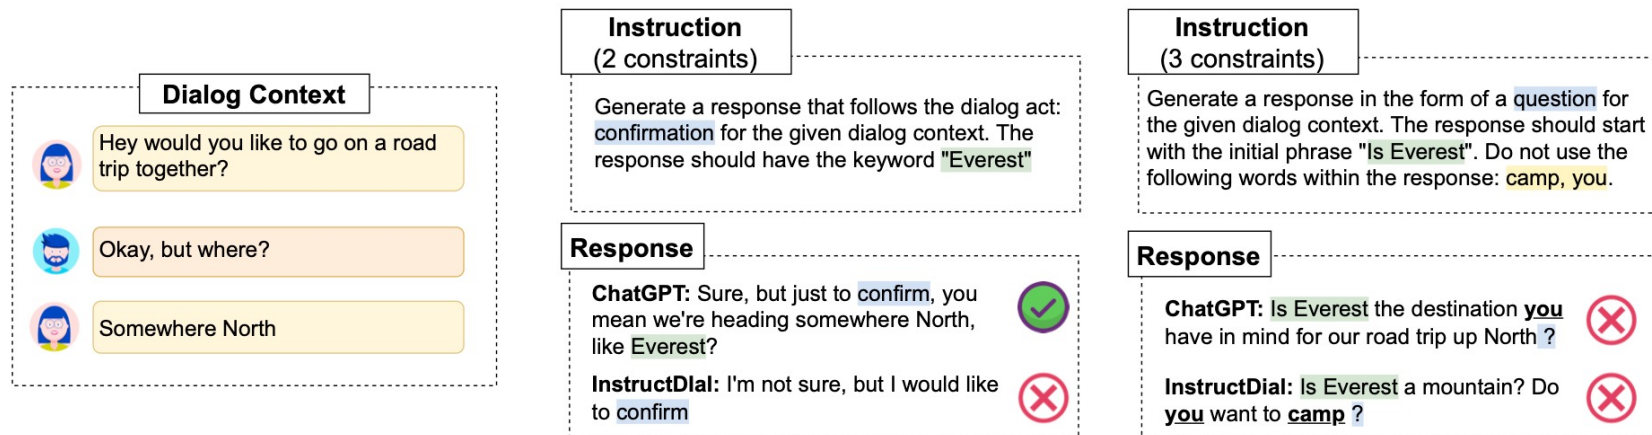 Dialog Context
Hey would you like to go on a road
trip together?
Okay, but where?
Somewhere North
Instruction
(2 constraints)
Generate a response that follows the dialog act:
confirmation for the given dialog context. The
response should have the keyword "Everest"
Response
ChatGPT: Sure, but just to confirm, you
mean we're heading somewhere North,
like Everest?
InstructDIal: I'm not sure, but I would like
to confirm
Instruction
(3 constraints)
Generate a response in the form of a question for
the given dialog context. The response should start
with the initial phrase "Is Everest". Do not use the
following words within the response: camp, you.
Response
ChatGPT: Is Everest the destination you
have in mind for our road trip up North ?
InstructDial: Is Everest a mountain? Do
you want to camp ?